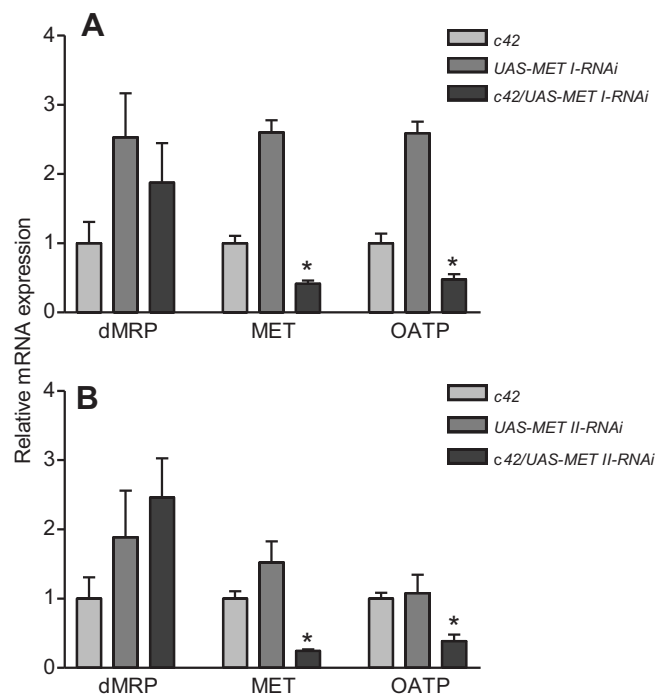 A
c42
UAS-MET I-RNAi
c42/UAS-MET I-RNAi
4
3
2
1
0
*
*
dMRP MET OATP
Relative mRNA expression
B
c42
UAS-MET II-RNAi
c42/UAS-MET II-RNAi
4
3
2
1
0
*
*
dMRP MET OATP